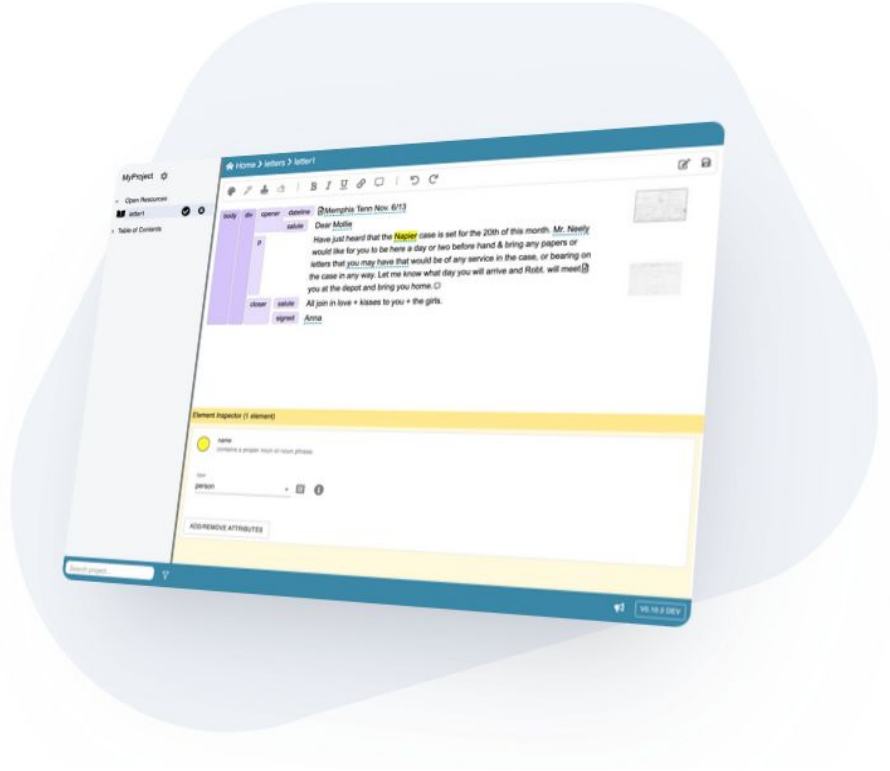 MyProject
Open Resources
letter1
Table of Contents
Home > letters > letter1
B I U
body div opener dateline Memphis Tenn Nov. 6/13
salute Dear Mollie
p Have just heard that the Napier case is set for the 20th of this month. Mr. Neely
would like for you to be here a day or two before hand & bring any papers or
letters that you may have that would be of any service in the case, or bearing on
the case in any way. Let me know what day you will arrive and Robt. will meet
you at the depot and bring you home.
closer salute All join in love + kisses to you + the girls.
signed Anna
Element Inspector (1 element)
name
contains a proper noun or noun phrase
type
person
ADD/REMOVE ATTRIBUTES
Search project...
V0.10.0 DEV